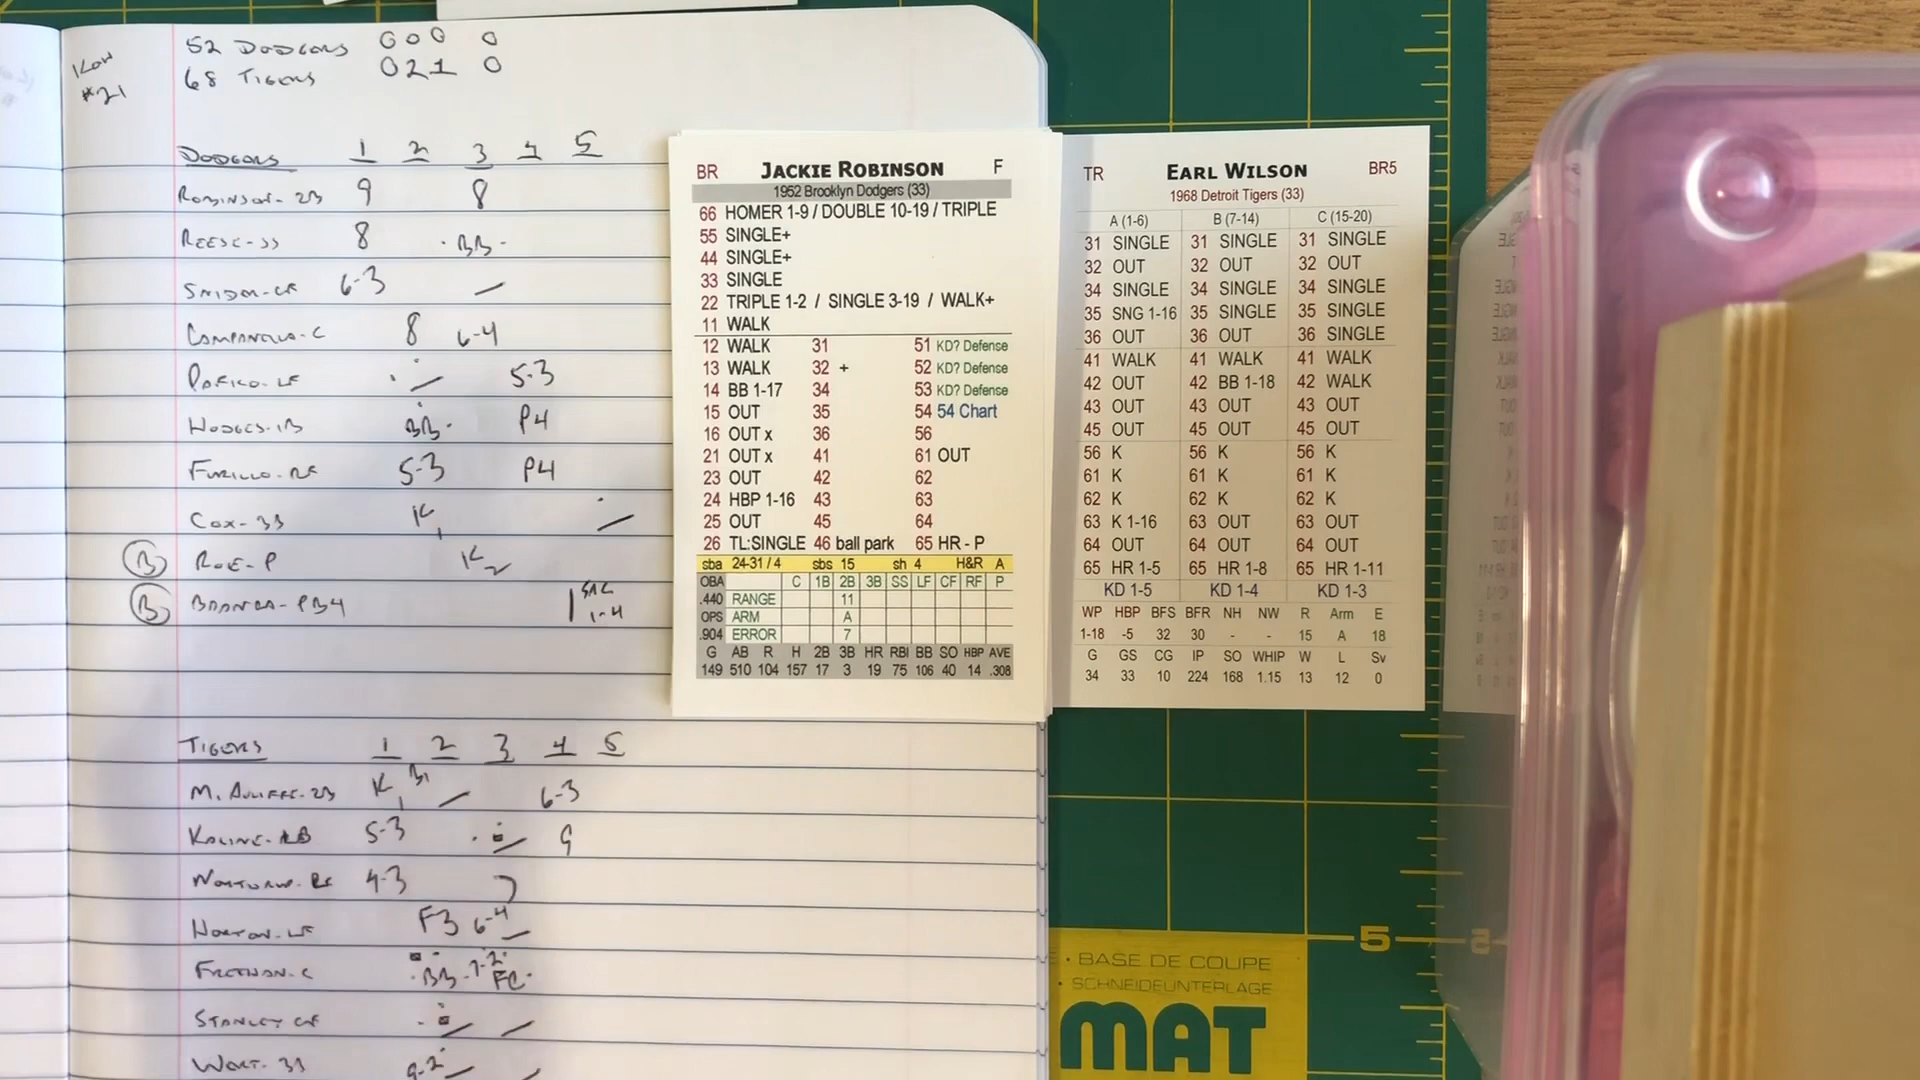 52 DODGERS 0 0 0 0
68 TIGERS 0 2 1 0
#21
DODGERS 1 2 3 4 5
ROBINSON-2B 9 8
REESE-SS 8 BB
SNIDER-CF 6-3
CAMPANELLA-C 8 6-4
PAFKO-LF 5-3
HODGES-1B BB P4
FURILLO-RF 5-3 P4
COX-3B K
B ROE-P K
B BRANCA-PB4 SAC 1-4
TIGERS 1 2 3 4 5
McAULIFFE-2B K 6-3
KALINE- 5-3 9
NORTHRUP-RF 4-3 7
HORTON-LF F3 6-4
FREEHAN-C BB FC
STANLEY CF
WERT-3B
BR JACKIE ROBINSON F
1952 Brooklyn Dodgers (33)
66 HOMER 1-9 / DOUBLE 10-19 / TRIPLE
55 SINGLE+
44 SINGLE+
33 SINGLE
22 TRIPLE 1-2 / SINGLE 3-19 / WALK+
11 WALK
12 WALK 31 51 KD? Defense
13 WALK 32 + 52 KD? Defense
14 BB 1-17 34 53 KD? Defense
15 OUT 35 54 54 Chart
16 OUT x 36 56
21 OUT x 41 61 OUT
23 OUT 42 62
24 HBP 1-16 43 63
25 OUT 45 64
26 TL:SINGLE 46 ball park 65 HR - P
sba 24-31 / 4 sbs 15 sh 4 H&R A
OBA C 1B 2B 3B SS LF CF RF P
.440 RANGE 11
OPS ARM A
.904 ERROR 7
G AB R H 2B 3B HR RBI BB SO HBP AVE
149 510 104 157 17 3 19 75 106 40 14 .308
TR EARL WILSON BR5
1968 Detroit Tigers (33)
A (1-6) B (7-14) C (15-20)
31 SINGLE 31 SINGLE 31 SINGLE
32 OUT 32 OUT 32 OUT
34 SINGLE 34 SINGLE 34 SINGLE
35 SNG 1-16 35 SINGLE 35 SINGLE
36 OUT 36 OUT 36 SINGLE
41 WALK 41 WALK 41 WALK
42 OUT 42 BB 1-18 42 WALK
43 OUT 43 OUT 43 OUT
45 OUT 45 OUT 45 OUT
56 K 56 K 56 K
61 K 61 K 61 K
62 K 62 K 62 K
63 K 1-16 63 OUT 63 OUT
64 OUT 64 OUT 64 OUT
65 HR 1-5 65 HR 1-8 65 HR 1-11
KD 1-5 KD 1-4 KD 1-3
WP HBP BFS BFR NH NW R Arm E
1-18 -5 32 30 - - 15 A 18
G GS CG IP SO WHIP W L Sv
34 33 10 224 168 1.15 13 12 0
5
• BASE DE COUPE
• SCHNEIDEUNTERLAGE
MAT